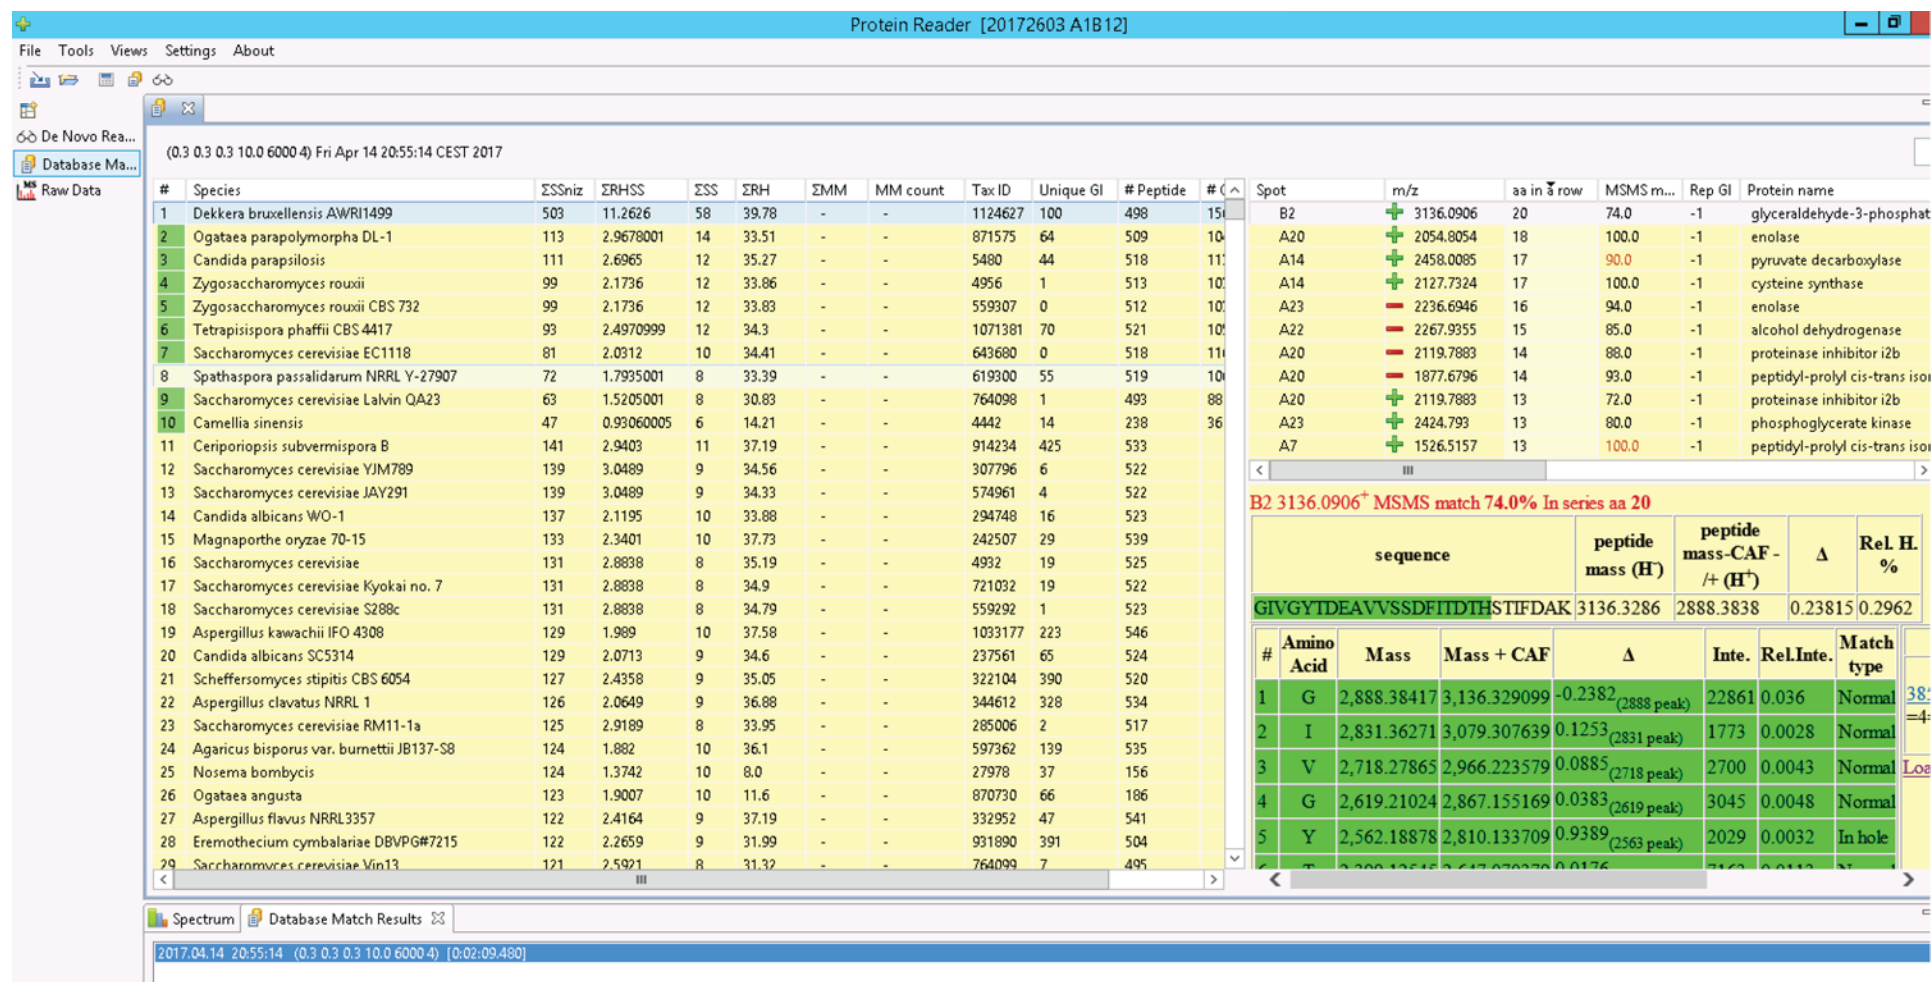 Protein Reader [20172603 A1B12]
File Tools Views Settings About
De Novo Rea...
Database Ma...
Raw Data
(0.3 0.3 0.3 10.0 6000 4) Fri Apr 14 20:55:14 CEST 2017
# Species ΣSSniz ΣRHSS ΣSS ΣRH ΣMM MM count Tax ID Unique GI # Peptide
1 Dekkera bruxellensis AWRI1499 503 11.2626 58 39.78 - - 1124627 100 498
2 Ogataea parapolymorpha DL-1 113 2.9678001 14 33.51 - - 871575 64 509
3 Candida parapsilosis 111 2.6965 12 35.27 - - 5480 44 518
4 Zygosaccharomyces rouxii 99 2.1736 12 33.86 - - 4956 1 513
5 Zygosaccharomyces rouxii CBS 732 99 2.1736 12 33.83 - - 559307 0 512
6 Tetrapisispora phaffii CBS 4417 93 2.4970999 12 34.3 - - 1071381 70 521
7 Saccharomyces cerevisiae EC1118 81 2.0312 10 34.41 - - 643680 0 518
8 Spathaspora passalidarum NRRL Y-27907 72 1.7935001 8 33.39 - - 619300 55 519
9 Saccharomyces cerevisiae Lalvin QA23 63 1.5205001 8 30.83 - - 764098 1 493 88
10 Camellia sinensis 47 0.93060005 6 14.21 - - 4442 14 238 36
11 Ceriporiopsis subvermispora B 141 2.9403 11 37.19 - - 914234 425 533
12 Saccharomyces cerevisiae YJM789 139 3.0489 9 34.56 - - 307796 6 522
13 Saccharomyces cerevisiae JAY291 139 3.0489 9 34.33 - - 574961 4 522
14 Candida albicans WO-1 137 2.1195 10 33.88 - - 294748 16 523
15 Magnaporthe oryzae 70-15 133 2.3401 10 37.73 - - 242507 29 539
16 Saccharomyces cerevisiae 131 2.8838 8 35.19 - - 4932 19 525
17 Saccharomyces cerevisiae Kyokai no. 7 131 2.8838 8 34.9 - - 721032 19 522
18 Saccharomyces cerevisiae S288c 131 2.8838 8 34.79 - - 559292 1 523
19 Aspergillus kawachii IFO 4308 129 1.989 10 37.58 - - 1033177 223 546
20 Candida albicans SC5314 129 2.0713 9 34.6 - - 237561 65 524
21 Scheffersomyces stipitis CBS 6054 127 2.4358 9 35.05 - - 322104 390 520
22 Aspergillus clavatus NRRL 1 126 2.0649 9 36.88 - - 344612 328 534
23 Saccharomyces cerevisiae RM11-1a 125 2.9189 8 33.95 - - 285006 2 517
24 Agaricus bisporus var. burnettii JB137-S8 124 1.882 10 36.1 - - 597362 139 535
25 Nosema bombycis 124 1.3742 10 8.0 - - 27978 37 156
26 Ogataea angusta 123 1.9007 10 11.6 - - 870730 66 186
27 Aspergillus flavus NRRL3357 122 2.4164 9 37.19 - - 332952 47 541
28 Eremothecium cymbalariae DBVPG#7215 122 2.2659 9 31.99 - - 931890 391 504
29 Saccharomyces cerevisiae Vin13 121 2.5921 8 31.32 - - 764099 7 495
Spot m/z aa in a row MSMS m... Rep GI Protein name
B2 3136.0906 20 74.0 -1 glyceraldehyde-3-phosphat
A20 2054.8054 18 100.0 -1 enolase
A14 2458.0085 17 90.0 -1 pyruvate decarboxylase
A14 2127.7324 17 100.0 -1 cysteine synthase
A23 2236.6946 16 94.0 -1 enolase
A22 2267.9355 15 85.0 -1 alcohol dehydrogenase
A20 2119.7883 14 88.0 -1 proteinase inhibitor i2b
A20 1877.6796 14 93.0 -1 peptidyl-prolyl cis-trans iso
A20 2119.7883 13 72.0 -1 proteinase inhibitor i2b
A23 2424.793 13 80.0 -1 phosphoglycerate kinase
A7 1526.5157 13 100.0 -1 peptidyl-prolyl cis-trans iso
B2 3136.0906+ MSMS match 74.0% In series aa 20
sequence peptide mass (H-) peptide mass-CAF -/+ (H+) Δ Rel. H. %
GIVGYTDEAVVSSDFITDTHSTIFDAK 3136.3286 2888.3838 0.23815 0.2962
# Amino Acid Mass Mass + CAF Δ Inte. Rel.Inte. Match type
1 G 2,888.38417 3,136.329099 -0.2382(2888 peak) 22861 0.036 Normal
2 I 2,831.36271 3,079.307639 0.1253(2831 peak) 1773 0.0028 Normal
3 V 2,718.27865 2,966.223579 0.0885(2718 peak) 2700 0.0043 Normal
4 G 2,619.21024 2,867.155169 0.0383(2619 peak) 3045 0.0048 Normal
5 Y 2,562.18878 2,810.133709 0.9389(2563 peak) 2029 0.0032 In hole
Spectrum Database Match Results
2017.04.14 20:55:14 (0.3 0.3 0.3 10.0 6000 4) [0:02:09.480]